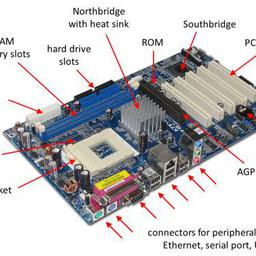 Northbridge
with heat sink
Southbridge
AM
ry slots
hard drive
slots
ROM
PC
AGP
ket
connectors for peripheral
Ethernet, serial port, U